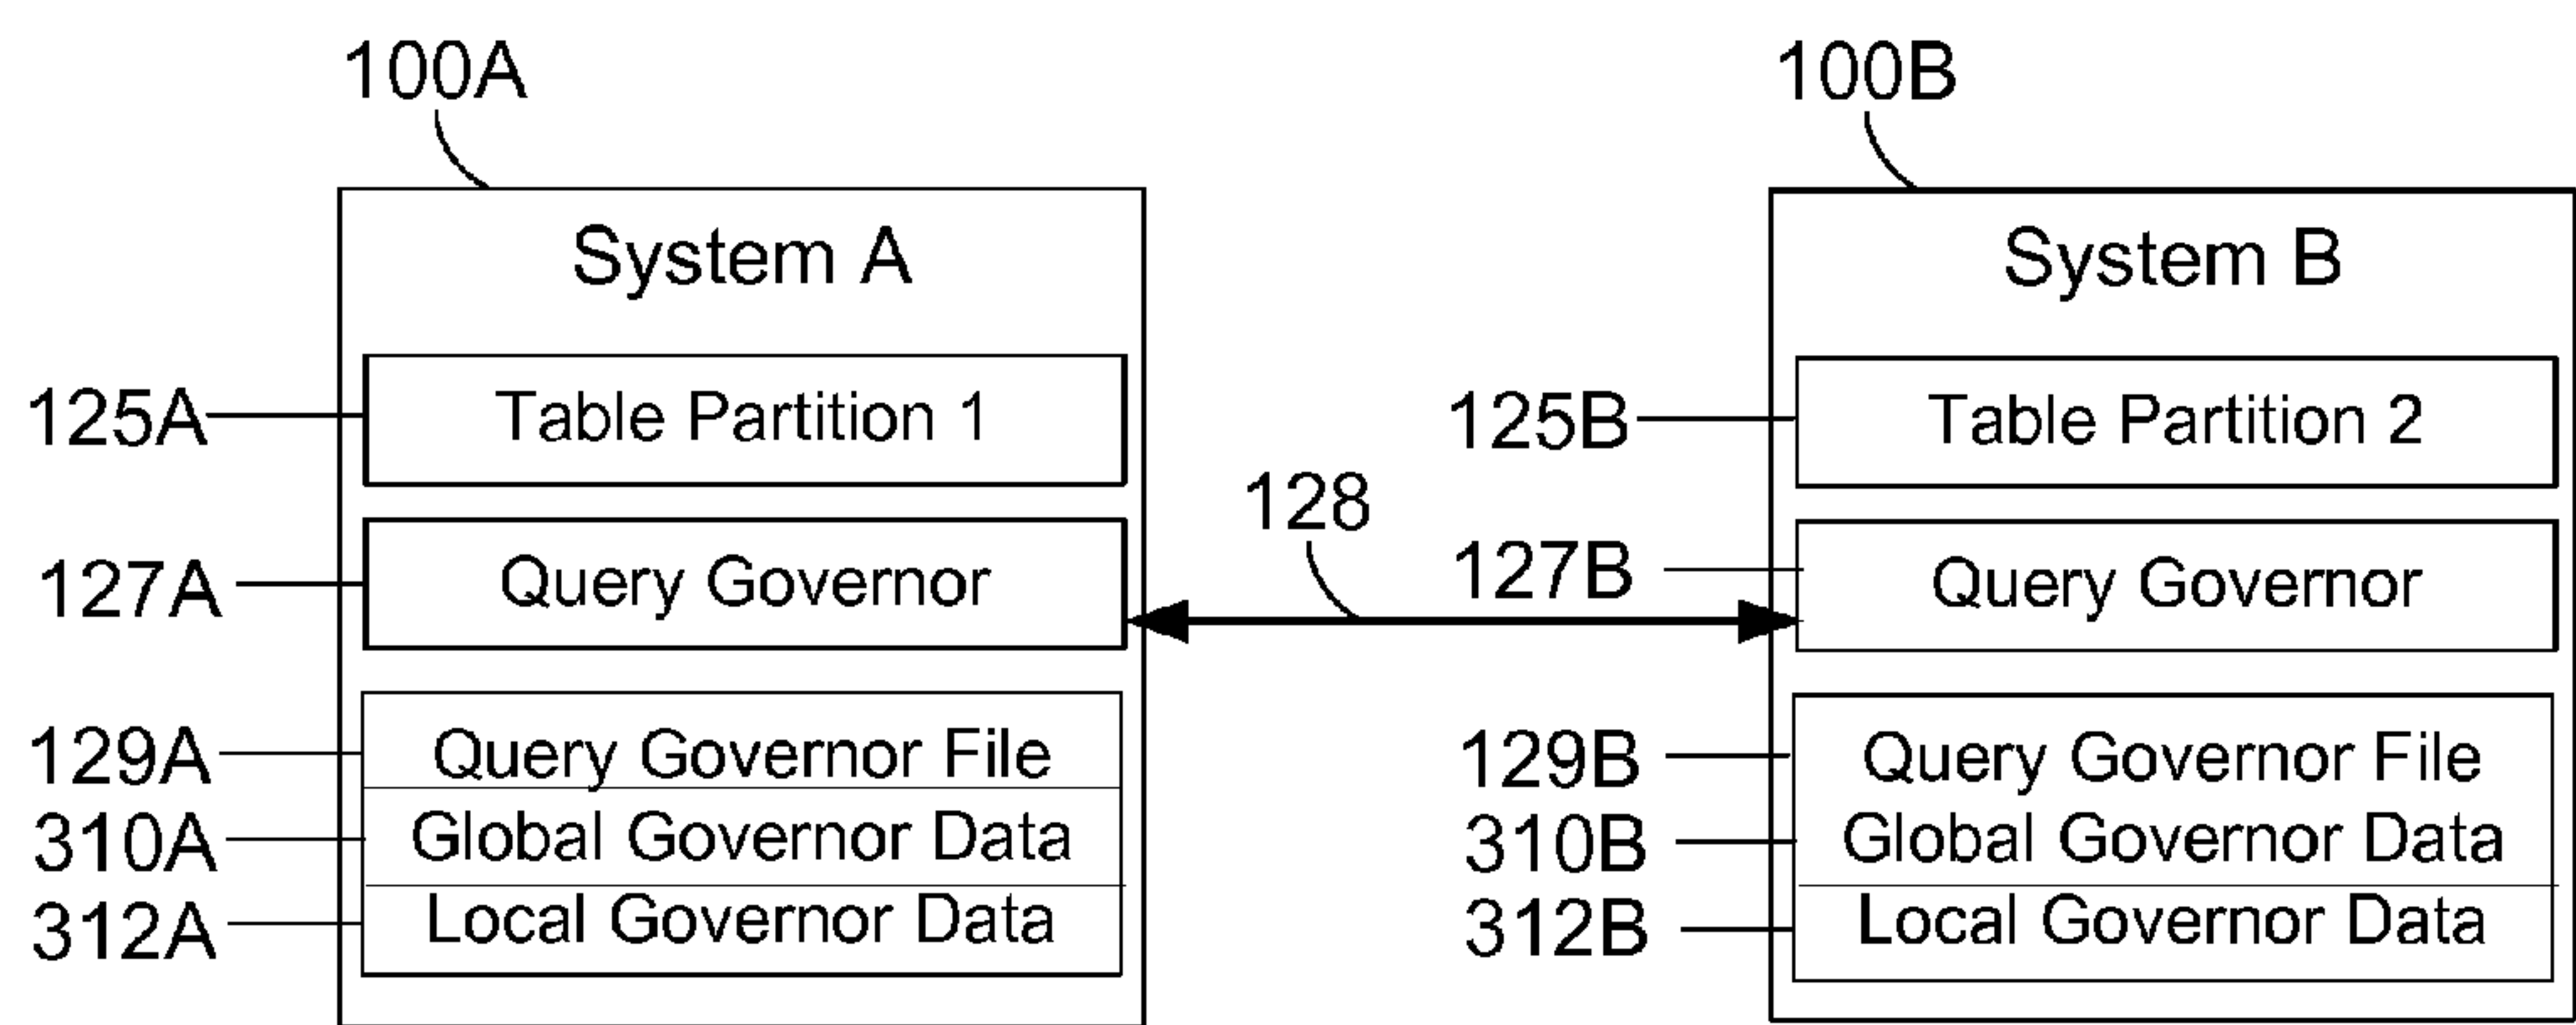 100A
100B
System A
System B
125A
Table Partition 1
125B
Table Partition 2
128
127A
Query Governor
127B
Query Governor
129A
Query Governor File
129B
Query Governor File
310A
Global Governor Data
310B
Global Governor Data
312A
Local Governor Data
312B
Local Governor Data